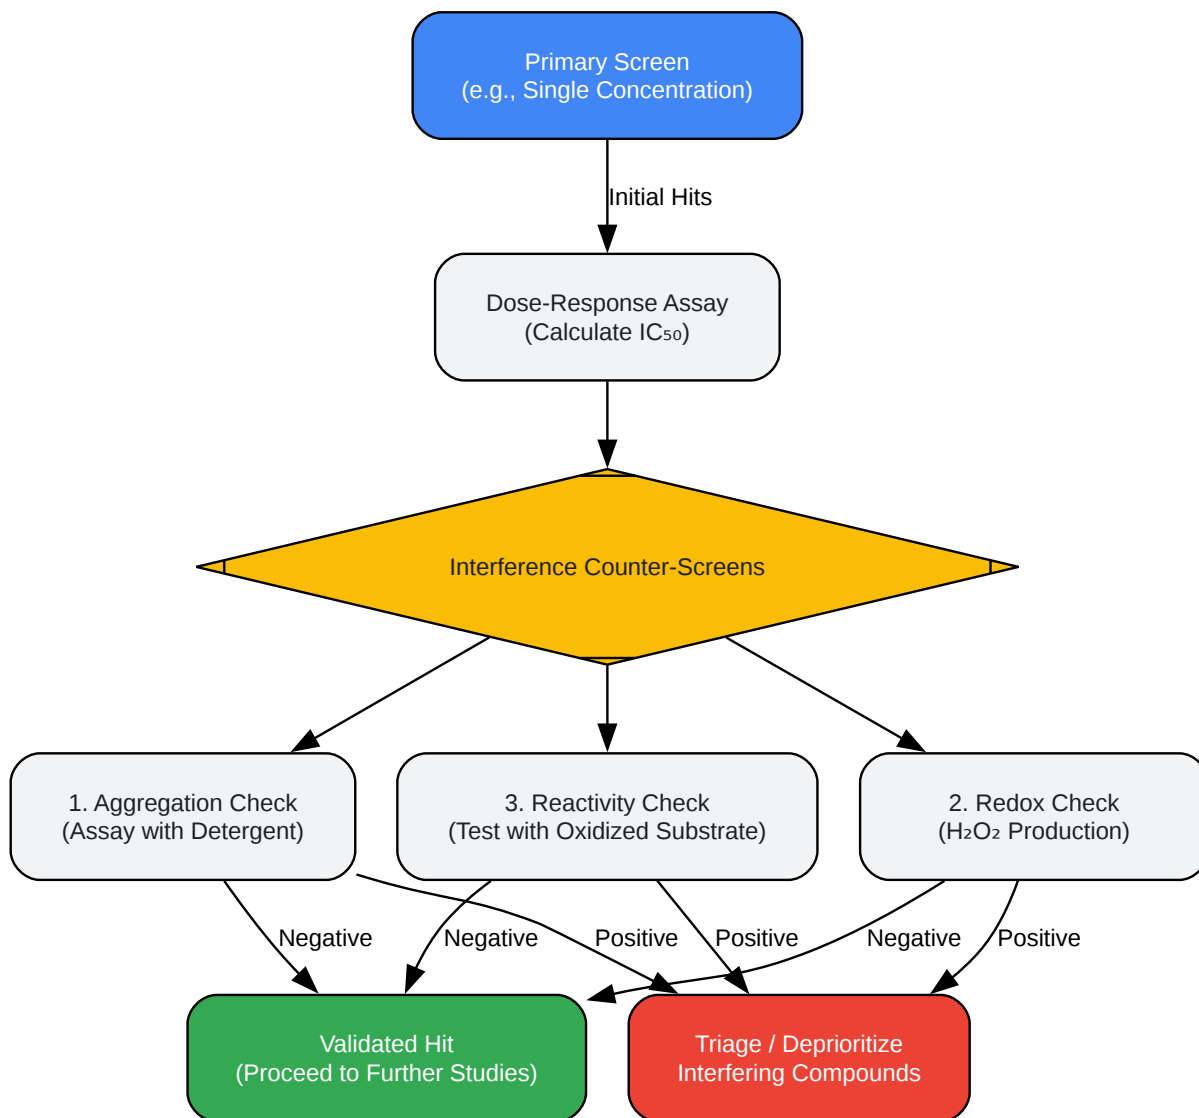 Primary Screen
(e.g., Single Concentration)
Initial Hits
Dose-Response Assay
(Calculate IC₅₀)
Interference Counter-Screens
1. Aggregation Check
(Assay with Detergent)
3. Reactivity Check
(Test with Oxidized Substrate)
2. Redox Check
(H₂O₂ Production)
Negative
Negative
Positive
Positive
Negative
Positive
Validated Hit
(Proceed to Further Studies)
Triage / Deprioritize
Interfering Compounds